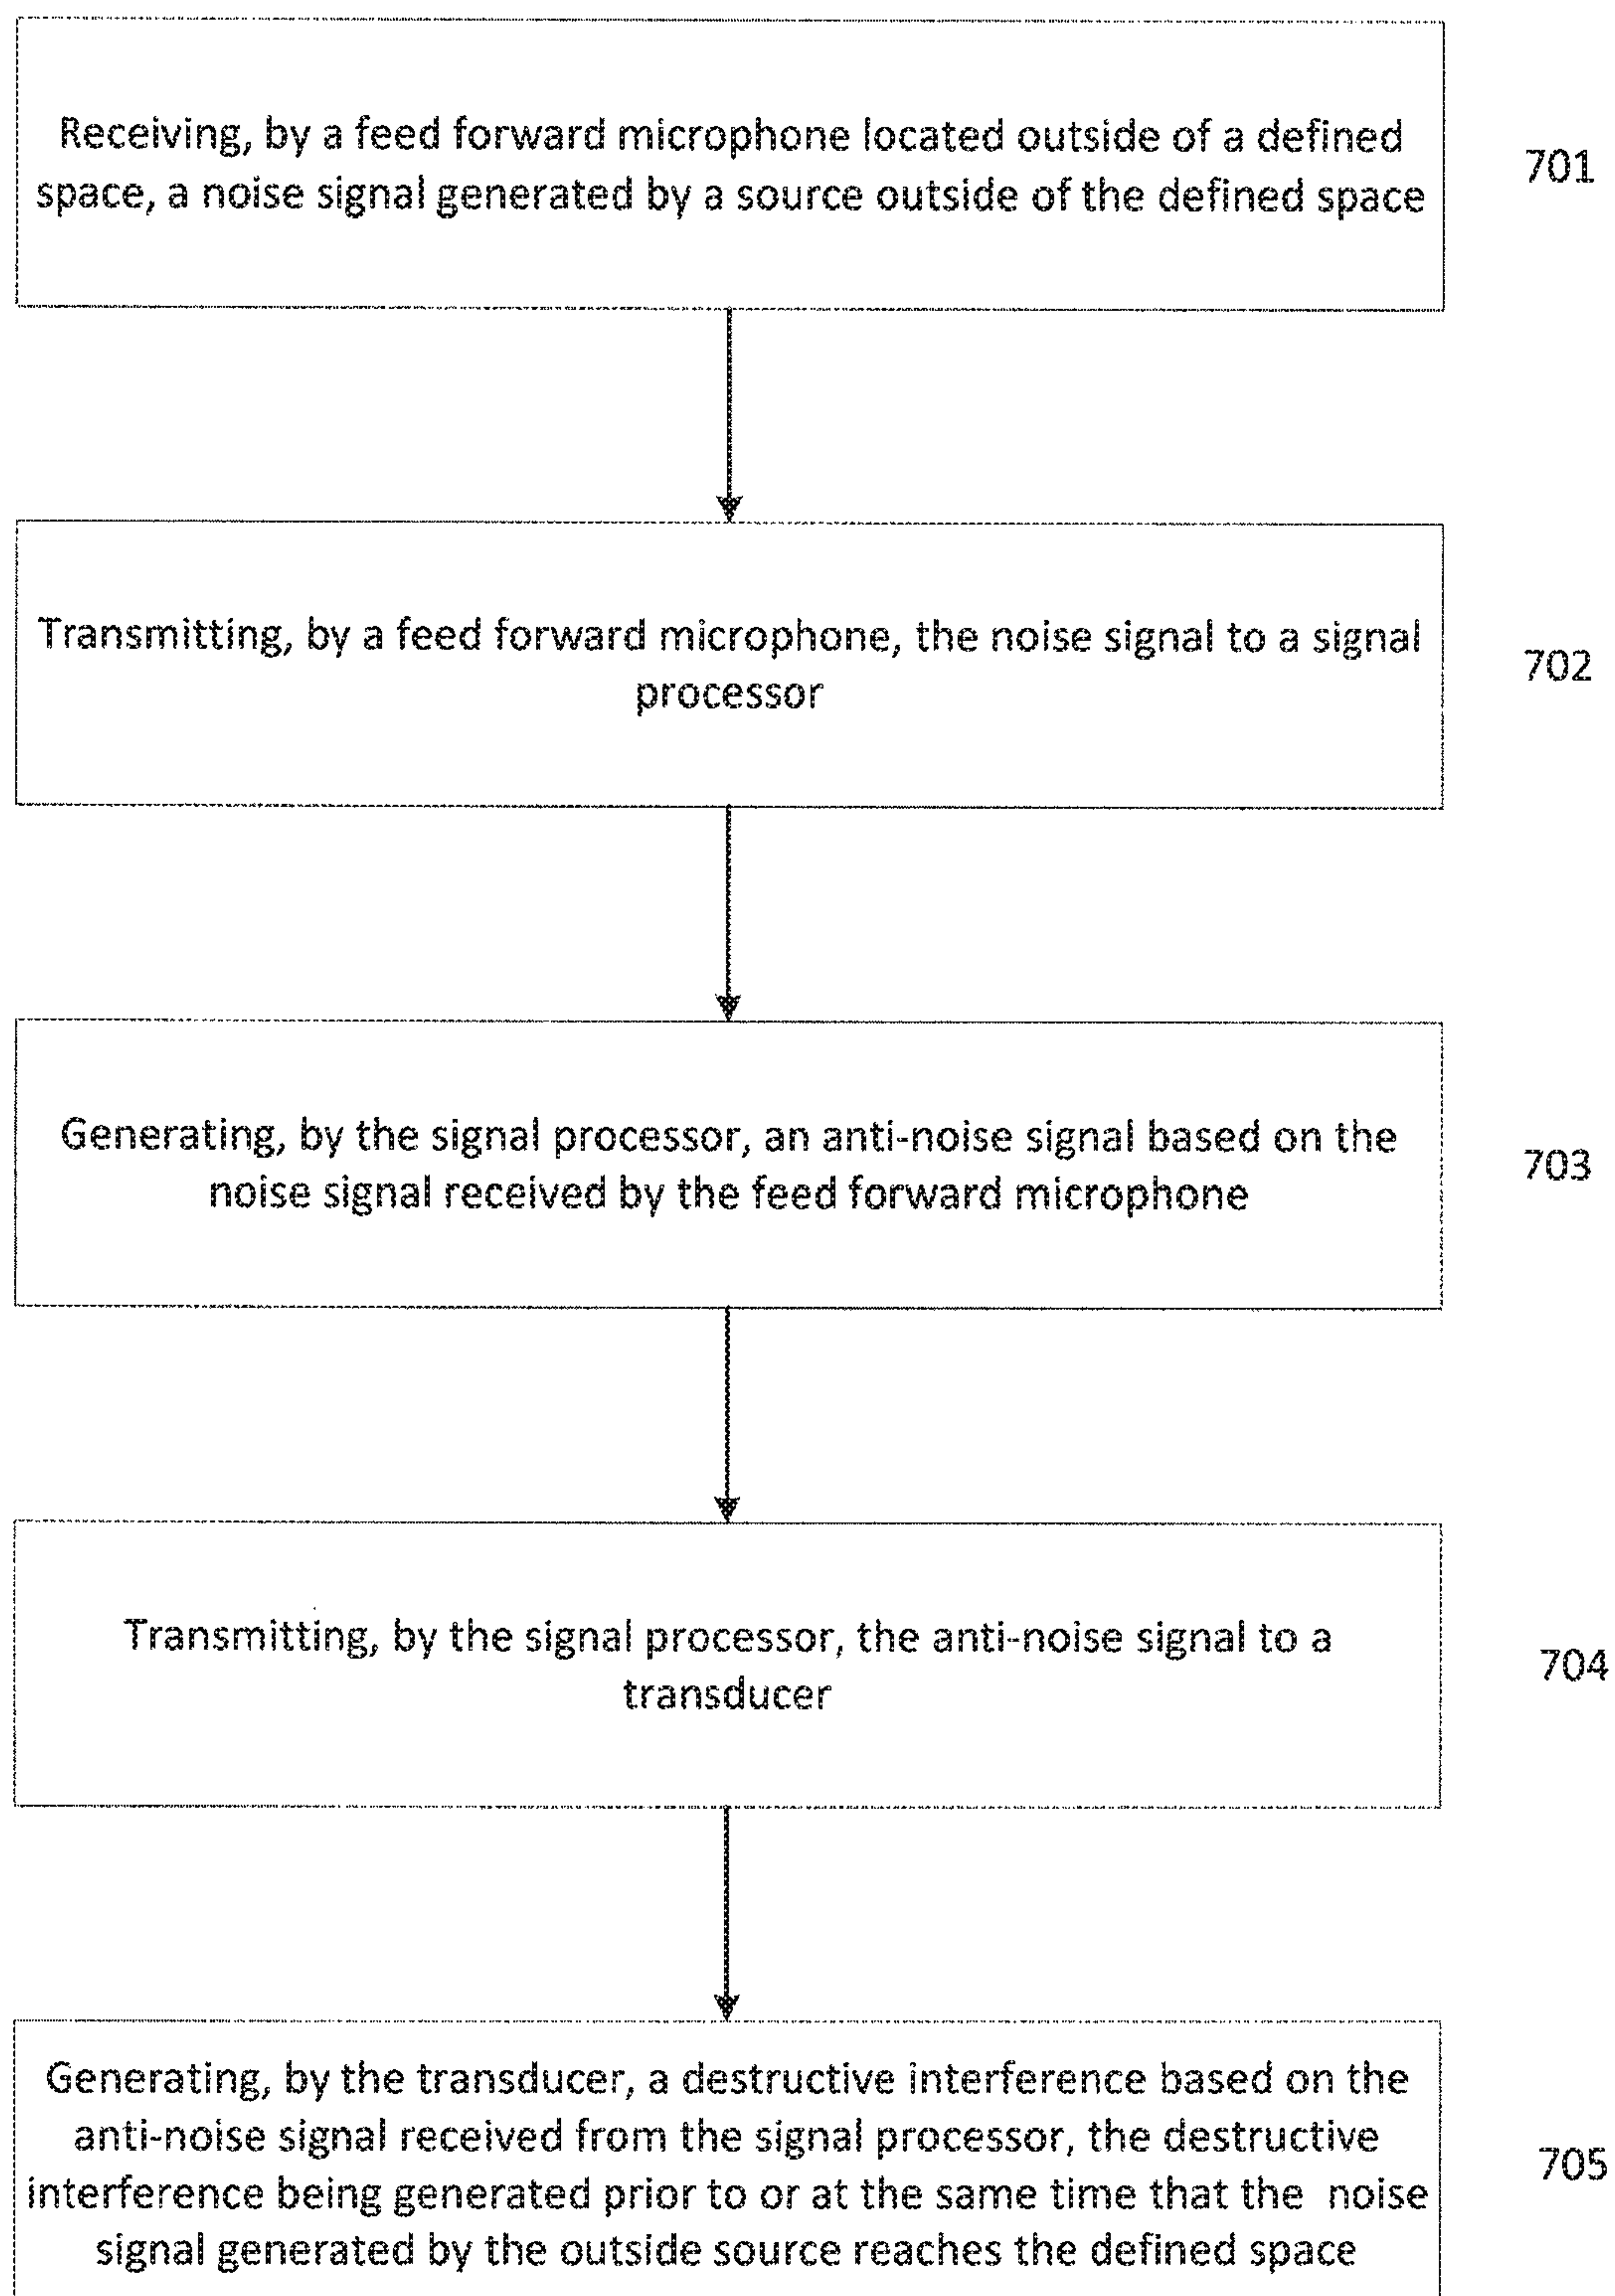 Receiving, by a feed forward microphone located outside of a defined
space, a noise signal generated by a source outside of the defined space
701
Transmitting, by a feed forward microphone, the noise signal to a signal
processor
702
Generating, by the signal processor, an anti-noise signal based on the
noise signal received by the feed forward microphone
703
Transmitting, by the signal processor, the anti-noise signal to a
transducer
704
Generating, by the transducer, a destructive interference based on the
anti-noise signal received from the signal processor, the destructive
interference being generated prior to or at the same time that the  noise
signal generated by the outside source reaches the defined space
705